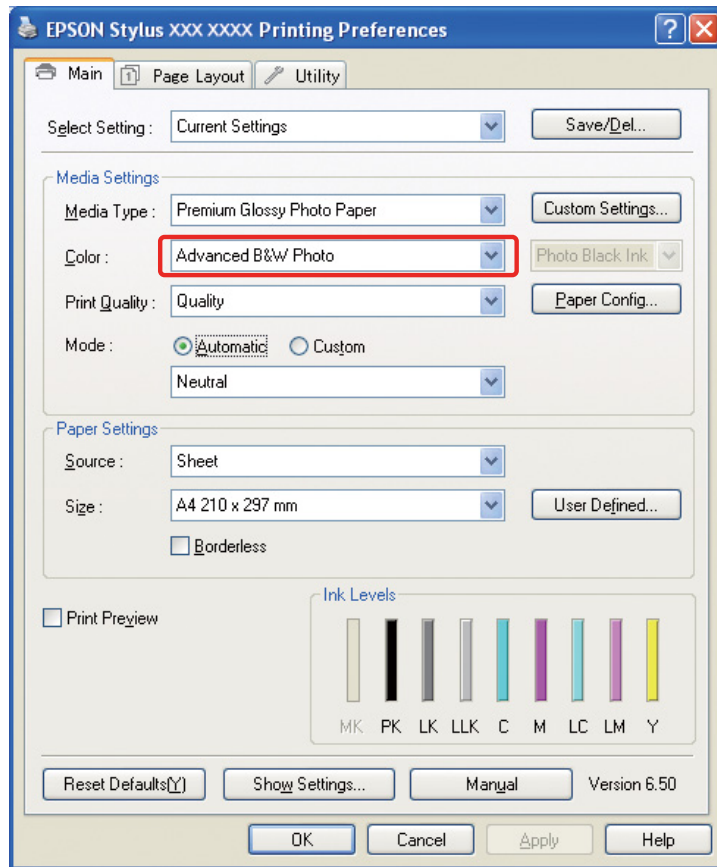 EPSON Stylus XXX XXXX Printing Preferences
Main
Page Layout
Utility
Select Setting : Current Settings Save/Del...
Media Settings
Media Type : Premium Glossy Photo Paper Custom Settings...
Color : Advanced B&W Photo Photo Black Ink
Print Quality : Quality Paper Config...
Mode : Automatic Custom
Neutral
Paper Settings
Source : Sheet
Size : A4 210 x 297 mm User Defined...
Borderless
Print Preview
Ink Levels
MK PK LK LLK C M LC LM Y
Reset Defaults(Y) Show Settings... Manual Version 6.50
OK Cancel Apply Help